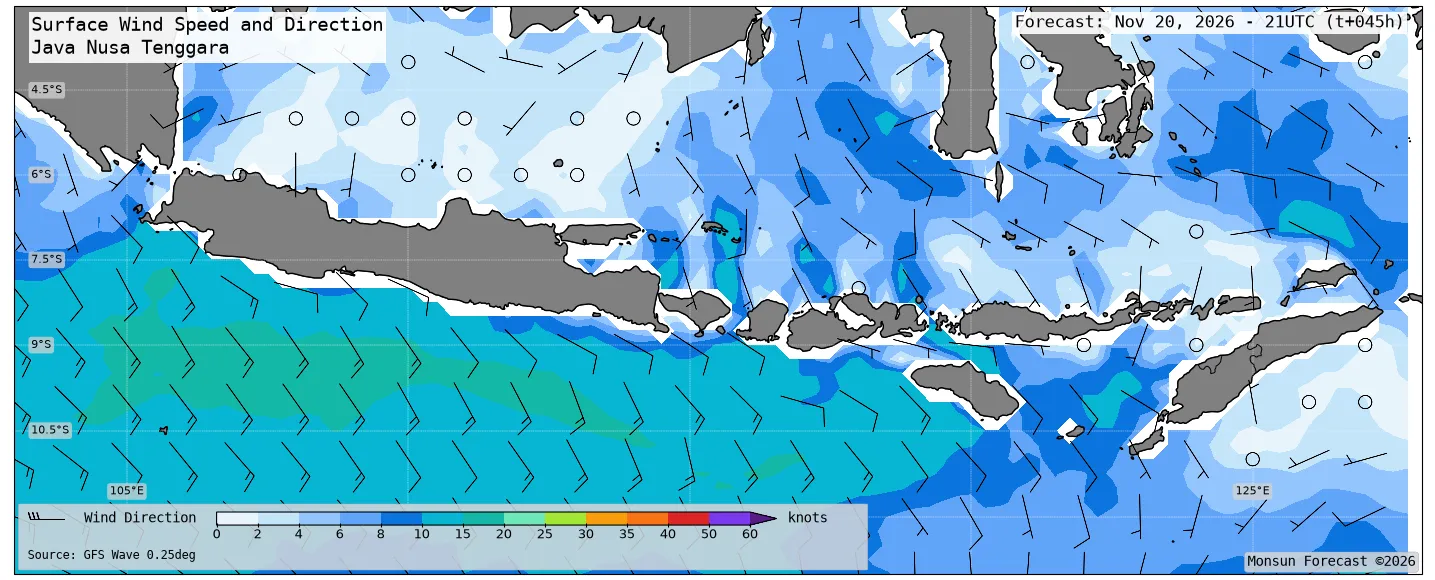 Surface Wind Speed and Direction
Java Nusa Tenggara
Forecast: Nov 20, 2026 - 21UTC (t+045h)
4.5°S
6°S
7.5°S
9°S
10.5°S
105°E
125°E
Wind Direction
0 2 4 6 8 10 15 20 25 30 35 40 50 60
knots
Source: GFS Wave 0.25deg
Monsun Forecast ©2026